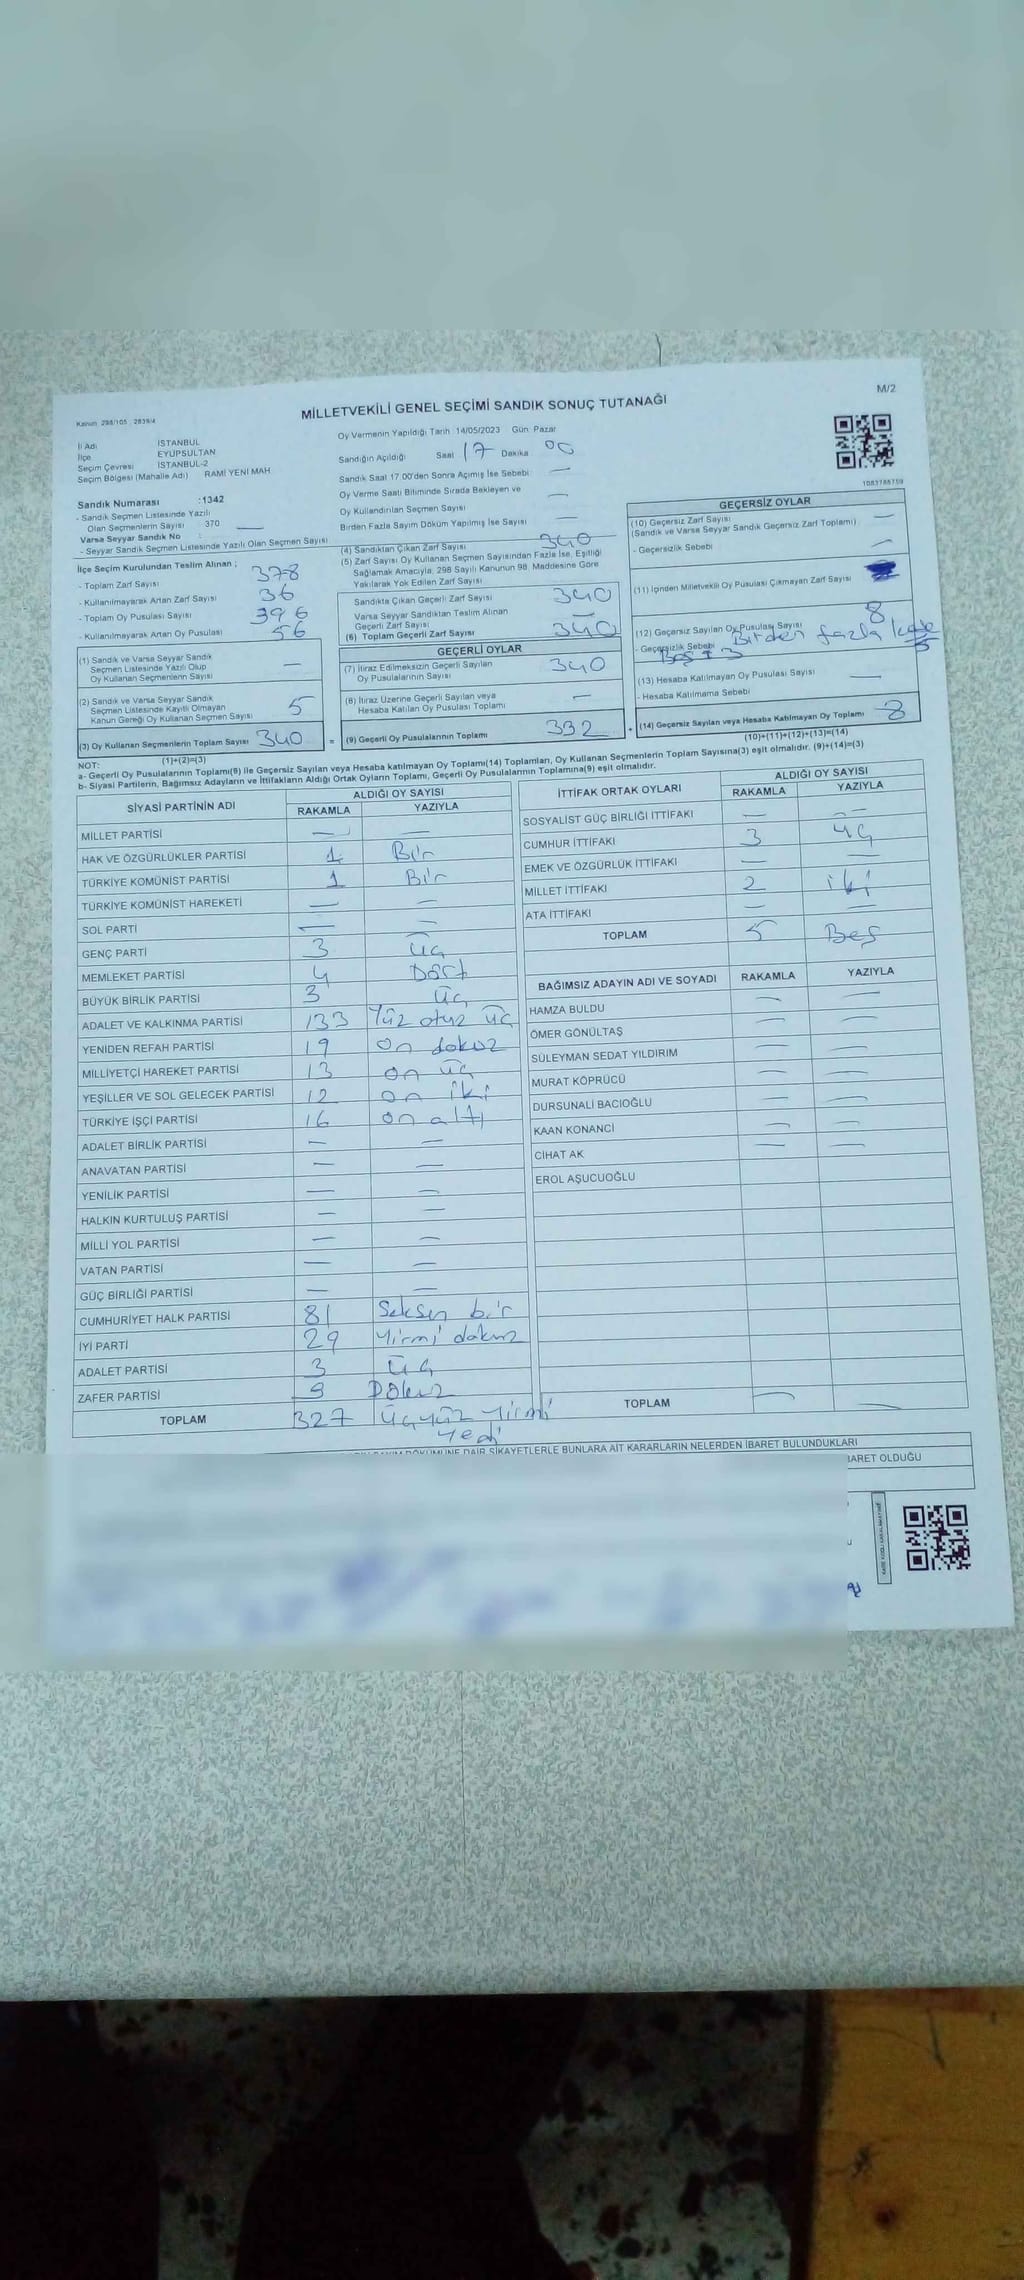 M/2
MİLLETVEKİLİ GENEL SEÇİMİ SANDIK SONUÇ TUTANAĞI
Kanun 298/105 2839/4
İl Adı İSTANBUL
İlçe EYÜPSULTAN
Seçim Çevresi İSTANBUL-2
Seçim Bölgesi (Mahalle Adı) RAMİ YENİ MAH
Sandık Numarası :1342
- Sandık Seçmen Listesinde Yazılı
Olan Seçmenlerin Sayısı 370 —
Varsa Seyyar Sandık No
- Seyyar Sandık Seçmen Listesinde Yazılı Olan Seçmen Sayısı
İlçe Seçim Kurulundan Teslim Alınan ;
- Toplam Zarf Sayısı 378
- Kullanılmayarak Artan Zarf Sayısı 36
- Toplam Oy Pusulası Sayısı 396
- Kullanılmayarak Artan Oy Pusulası 56
(1) Sandık ve Varsa Seyyar Sandık
Seçmen Listesinde Yazılı Olup
Oy Kullanan Seçmenlerin Sayısı —
(2) Sandık ve Varsa Seyyar Sandık
Seçmen Listesinde Kayıtlı Olmayan
Kanun Gereği Oy Kullanan Seçmen Sayısı 5
(3) Oy Kullanan Seçmenlerin Toplam Sayısı 340 =
(1)+(2)=(3)
Oy Vermenin Yapıldığı Tarih 14/05/2023 Gün Pazar
Sandığın Açıldığı Saat 17 Dakika 00
Sandık Saat 17.00'den Sonra Açımış İse Sebebi —
Oy Verme Saati Bitiminde Sırada Bekleyen ve
Oy Kullandırılan Seçmen Sayısı —
Birden Fazla Sayım Döküm Yapılmış İse Sayısı —
(4) Sandıktan Çıkan Zarf Sayısı 340
(5) Zarf Sayısı Oy Kullanan Seçmen Sayısından Fazla İse, Eşitliği
Sağlamak Amacıyla, 298 Sayılı Kanunun 98. Maddesine Göre
Yakılarak Yok Edilen Zarf Sayısı
Sandıkta Çıkan Geçerli Zarf Sayısı 340
Varsa Seyyar Sandıktan Teslim Alınan
Geçerli Zarf Sayısı —
(6) Toplam Geçerli Zarf Sayısı 340
GEÇERLİ OYLAR
(7) İtiraz Edilmeksizin Geçerli Sayılan
Oy Pusulalarının Sayısı 340
(8) İtiraz Üzerine Geçerli Sayılan veya
Hesaba Katılan Oy Pusulası Toplamı —
(9) Geçerli Oy Pusulalarının Toplamı 332 +
1083788759
GEÇERSİZ OYLAR
(10) Geçersiz Zarf Sayısı
(Sandık ve Varsa Seyyar Sandık Geçersiz Zarf Toplamı) —
- Geçersizlik Sebebi —
(11) İçinden Milletvekili Oy Pusulası Çıkmayan Zarf Sayısı
(12) Geçersiz Sayılan Oy Pusulası Sayısı 8
- Geçersizlik Sebebi Birden fazla
Boş + 3
(13) Hesaba Katılmayan Oy Pusulası Sayısı —
- Hesaba Katılmama Sebebi
(14) Geçersiz Sayılan veya Hesaba Katılmayan Oy Toplamı 8
(10)+(11)+(12)+(13)=(14)
NOT:
a- Geçerli Oy Pusulalarının Toplamı(9) ile Geçersiz Sayılan veya Hesaba katılmayan Oy Toplamı(14) Toplamları, Oy Kullanan Seçmenlerin Toplam Sayısına(3) eşit olmalıdır. (9)+(14)=(3)
b- Siyasi Partilerin, Bağımsız Adayların ve İttifakların Aldığı Ortak Oyların Toplamı, Geçerli Oy Pusulalarının Toplamına(9) eşit olmalıdır.
SİYASİ PARTİNİN ADI ALDIĞI OY SAYISI
RAKAMLA YAZIYLA
MİLLET PARTİSİ — —
HAK VE ÖZGÜRLÜKLER PARTİSİ 1 Bir
TÜRKİYE KOMÜNİST PARTİSİ 1 Bir
TÜRKİYE KOMÜNİST HAREKETİ — —
SOL PARTİ — —
GENÇ PARTİ 3 üç
MEMLEKET PARTİSİ 4 Dört
BÜYÜK BİRLİK PARTİSİ 3 üç
ADALET VE KALKINMA PARTİSİ 133 Yüz otuz üç
YENİDEN REFAH PARTİSİ 19 on dokuz
MİLLİYETÇİ HAREKET PARTİSİ 13 on üç
YEŞİLLER VE SOL GELECEK PARTİSİ 12 on iki
TÜRKİYE İŞÇİ PARTİSİ 16 on altı
ADALET BİRLİK PARTİSİ — —
ANAVATAN PARTİSİ — —
YENİLİK PARTİSİ — —
HALKIN KURTULUŞ PARTİSİ — —
MİLLİ YOL PARTİSİ — —
VATAN PARTİSİ — —
GÜÇ BİRLİĞİ PARTİSİ — —
CUMHURİYET HALK PARTİSİ 81 Seksen bir
İYİ PARTİ 29 Yirmi dokuz
ADALET PARTİSİ 3 üç
ZAFER PARTİSİ 9 Dokuz
TOPLAM 327 üçyüz yirmi
yedi
İTTİFAK ORTAK OYLARI ALDIĞI OY SAYISI
RAKAMLA YAZIYLA
SOSYALİST GÜÇ BİRLİĞİ İTTİFAKI — —
CUMHUR İTTİFAKI 3 üç
EMEK VE ÖZGÜRLÜK İTTİFAKI — —
MİLLET İTTİFAKI 2 iki
ATA İTTİFAKI — —
TOPLAM 5 Beş
BAĞIMSIZ ADAYIN ADI VE SOYADI RAKAMLA YAZIYLA
HAMZA BULDU — —
ÖMER GÖNÜLTAŞ — —
SÜLEYMAN SEDAT YILDIRIM — —
MURAT KÖPRÜCÜ — —
DURSUNALİ BACIOĞLU — —
KAAN KONANCİ — —
CİHAT AK — —
EROL AŞUCUOĞLU
TOPLAM — —
SAYIM DÖKÜMÜNE DAİR ŞİKAYETLERLE BUNLARA AİT KARARLARIN NELERDEN İBARET BULUNDUKLARI
İBARET OLDUĞU